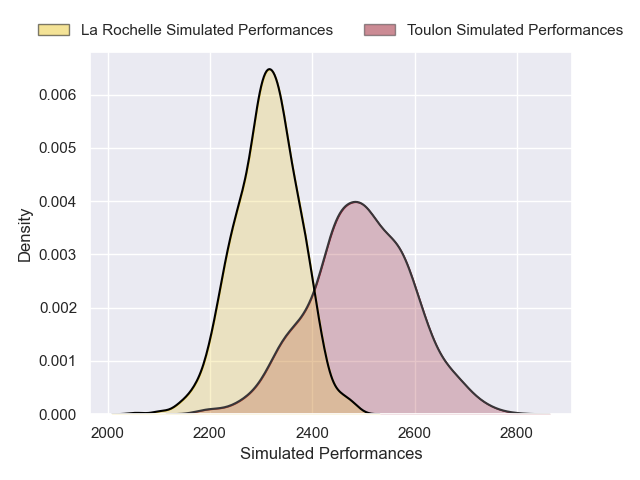 La Rochelle Simulated Performances Toulon Simulated Performances
0.006
0.005
0.004
0.003
0.002
0.001
0.000
Density
2000 2200 2400 2600 2800
Simulated Performances